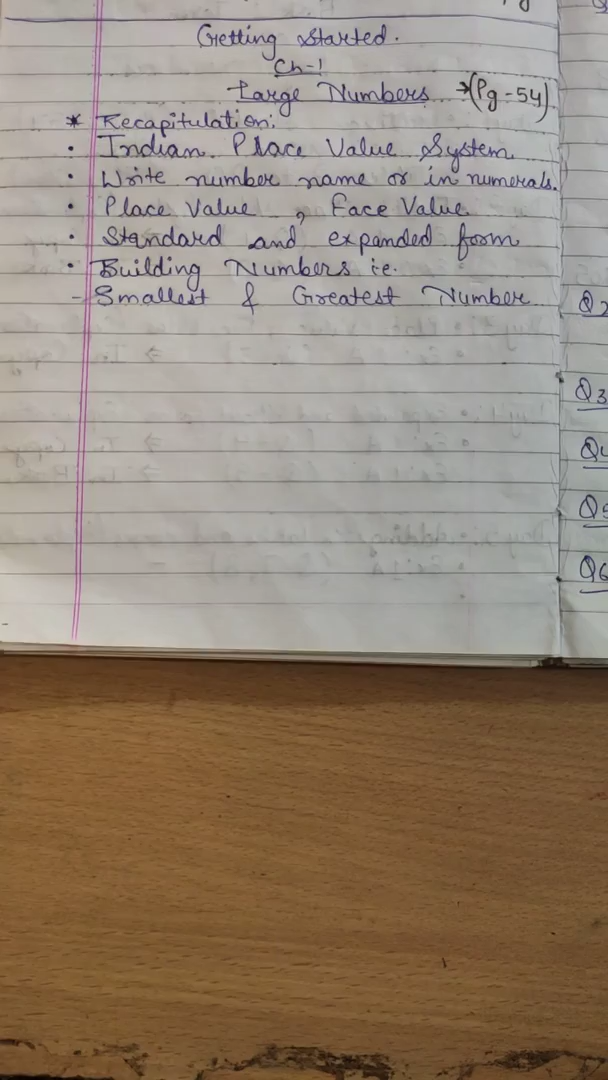 Getting Started.
Ch-1
Large Numbers → (Pg-54)
* Recapitulation:
• Indian Place Value System
• Write number name or in numerals.
• Place Value , Face Value
• Standard and expanded form
• Building Numbers i.e.
- Smallest & Greatest Number
Q2
Q3
Q4
Q5
Q6